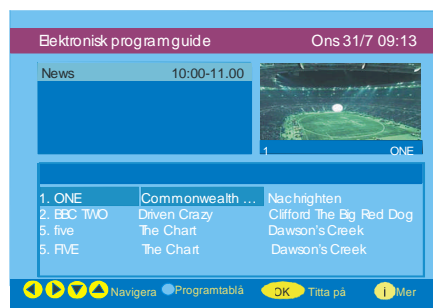 Elektronisk programguide Ons 31/7 09:13
News 10:00-11.00
1 ONE
1. ONE Commonwealth ... Nachrighten
2. BBC TWO Driven Crazy Clifford The Big Red Dog
5. five The Chart Dawson's Creek
5. FIVE The Chart Dawson's Creek
Navigera Programtablå OK Titta på i Mer